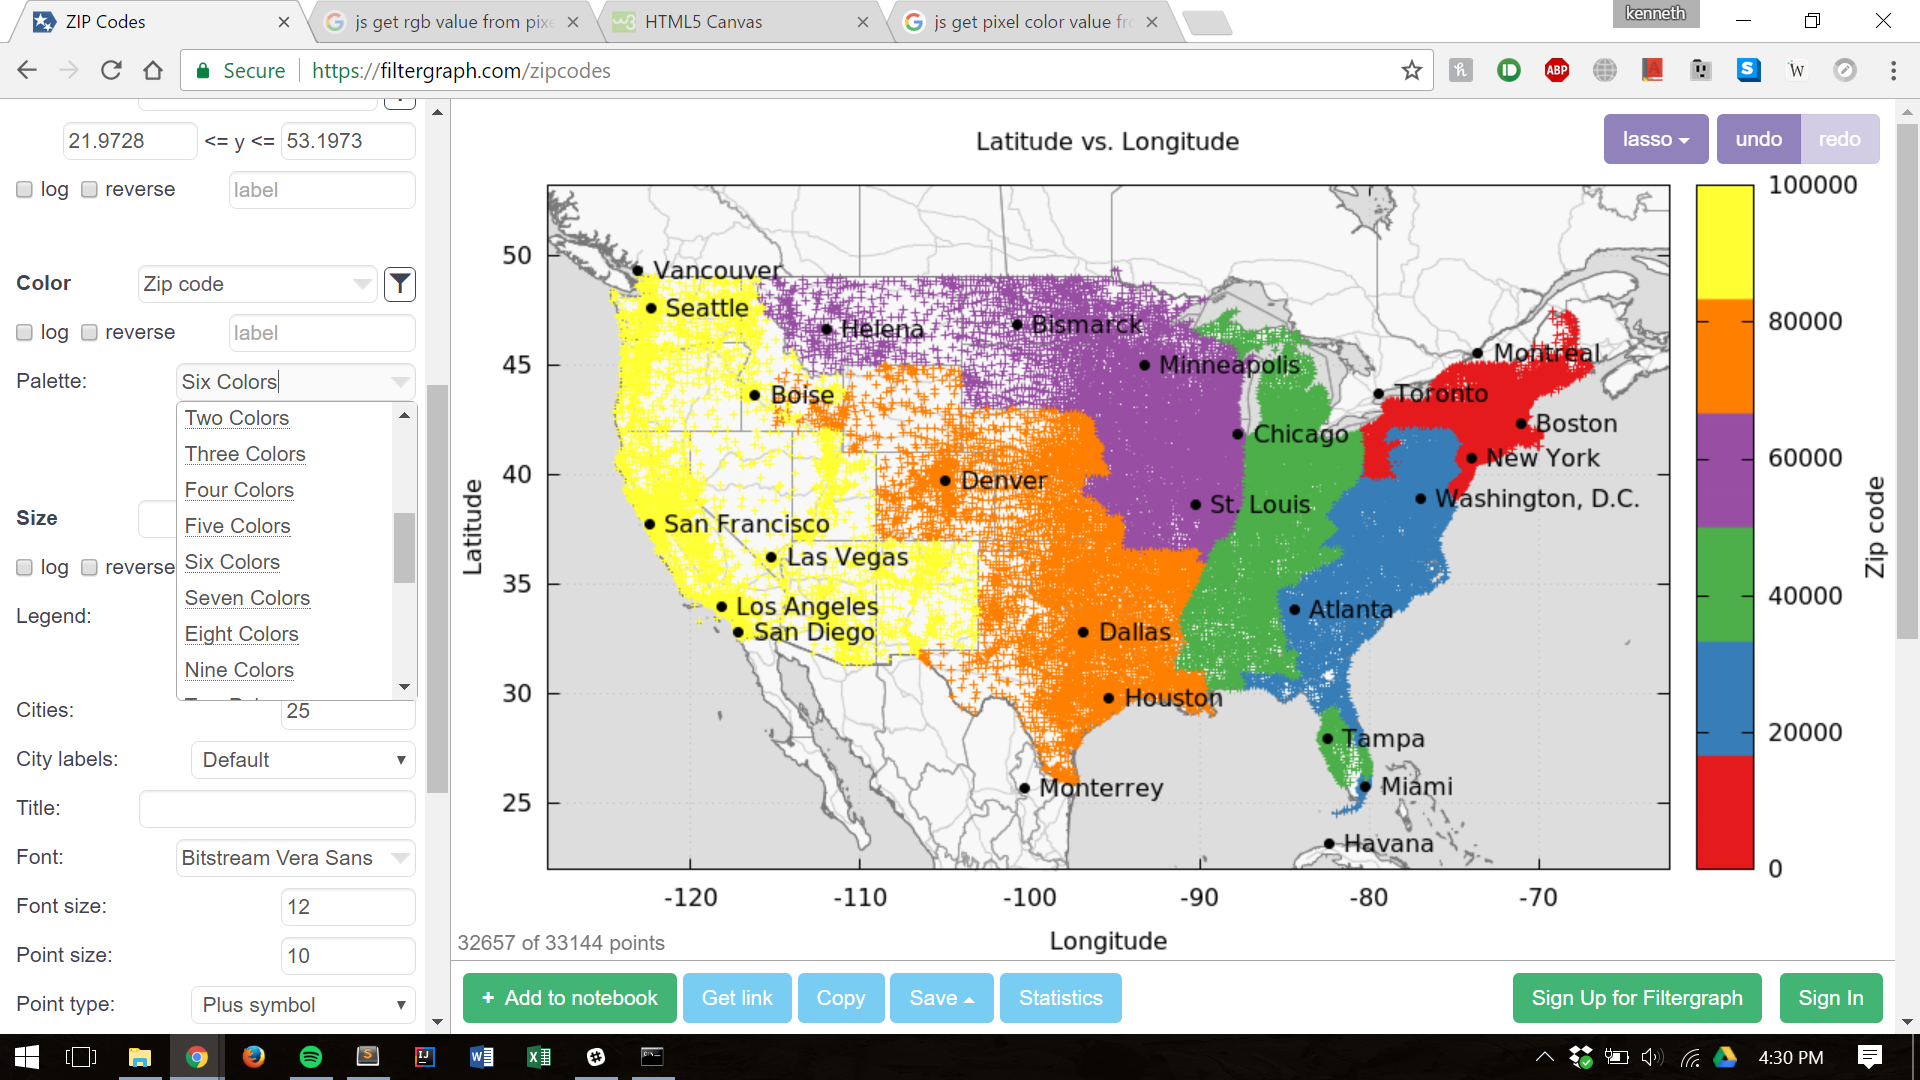 ZIP Codes
js get rgb value from pixe
HTML5 Canvas
js get pixel color value fr
kenneth
Secure
https://filtergraph.com/zipcodes
ABP
S
W
21.9728 <= y <= 53.1973
log reverse label
Color Zip code
log reverse label
Palette: Six Colors
Two Colors
Three Colors
Four Colors
Five Colors
Six Colors
Seven Colors
Eight Colors
Nine Colors
Size
log reverse
Legend:
Cities: 25
City labels: Default
Title:
Font: Bitstream Vera Sans
Font size: 12
Point size: 10
Point type: Plus symbol
Latitude vs. Longitude
lasso
undo
redo
Latitude
50
45
40
35
30
25
Vancouver
Seattle
Helena
Bismarck
Minneapolis
Montreal
Boise
Toronto
Boston
Chicago
New York
Denver
St. Louis
Washington, D.C.
San Francisco
Las Vegas
Los Angeles
Atlanta
San Diego
Dallas
Houston
Tampa
Monterrey
Miami
Havana
-120 -110 -100 -90 -80 -70
Longitude
100000
80000
60000
40000
20000
0
Zip code
32657 of 33144 points
+ Add to notebook
Get link
Copy
Save
Statistics
Sign Up for Filtergraph
Sign In
4:30 PM